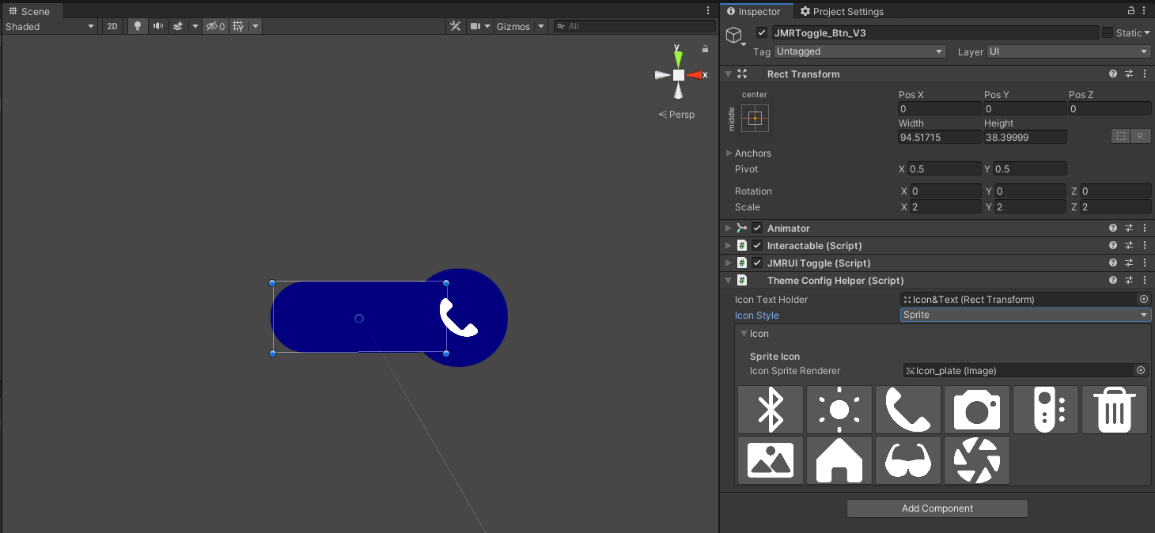 Scene
Shaded
2D
0
Gizmos
All
y
x
Persp
Inspector
Project Settings
JMRToggle_Btn_V3
Static
Tag Untagged Layer UI
Rect Transform
center
middle
Pos X Pos Y Pos Z
0 0 0
Width Height
94.51715 38.39999
R
Anchors
Pivot X 0.5 Y 0.5
Rotation X 0 Y 0 Z 0
Scale X 2 Y 2 Z 2
Animator
# Interactable (Script)
# JMRUI Toggle (Script)
# Theme Config Helper (Script)
Icon Text Holder Icon&Text (Rect Transform)
Icon Style Sprite
Icon
Sprite Icon
Icon Sprite Renderer Icon_plate (Image)
Add Component